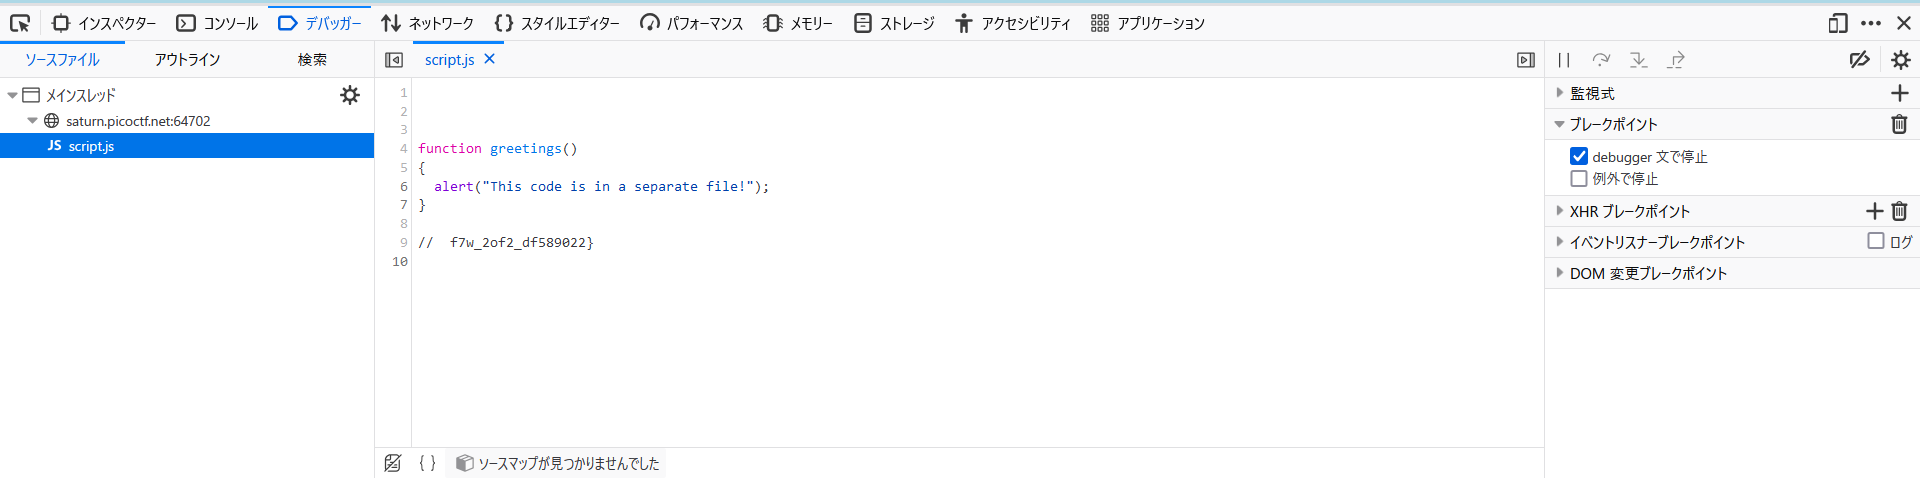 インスペクター コンソール デバッガー ネットワーク スタイルエディター パフォーマンス メモリー ストレージ アクセシビリティ アプリケーション
ソースファイル アウトライン 検索
メインスレッド
saturn.picoctf.net:64702
JS script.js
script.js
1
2
3
4 function greetings()
5 {
6 alert("This code is in a separate file!");
7 }
8
9 // f7w_2of2_df589022}
10
{ } ソースマップが見つかりませんでした
監視式
ブレークポイント
debugger 文で停止
例外で停止
XHR ブレークポイント
イベントリスナーブレークポイント ログ
DOM 変更ブレークポイント